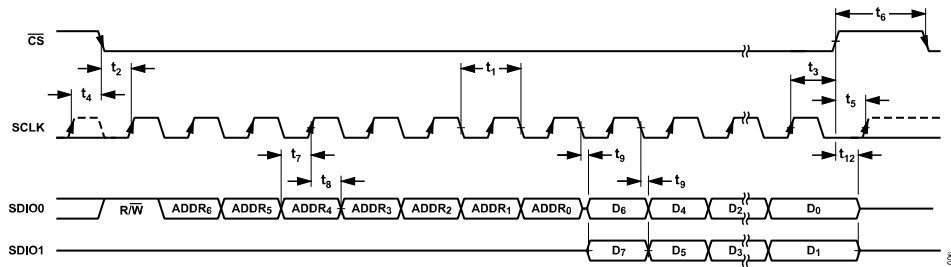 t6
CS
t2
t1
t3
t4
t5
SCLK
t7
t9
t12
t8
t9
SDIO0
R/W
ADDR6
ADDR5
ADDR4
ADDR3
ADDR2
ADDR1
ADDR0
D6
D4
D2
D0
SDIO1
D7
D5
D3
D1